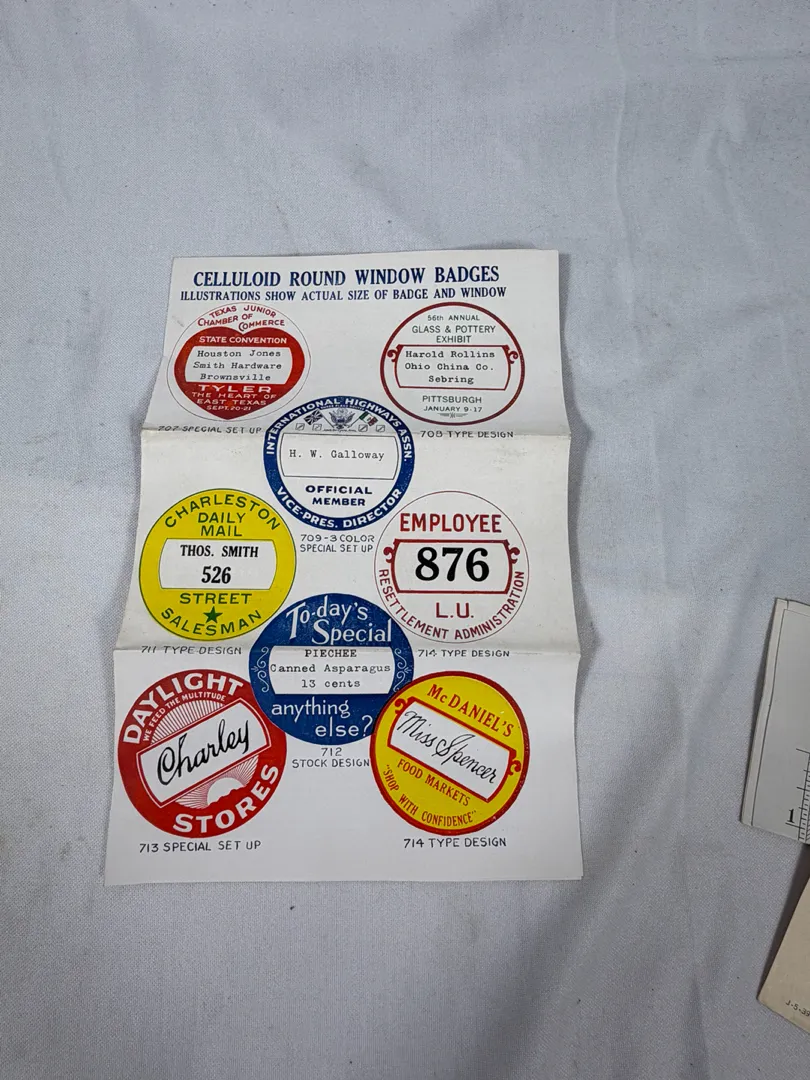 CELLULOID ROUND WINDOW BADGES
ILLUSTRATIONS SHOW ACTUAL SIZE OF BADGE AND WINDOW
TEXAS JUNIOR
CHAMBER OF COMMERCE
STATE CONVENTION
Houston Jones
Smith Hardware
Brownsville
TYLER
THE HEART OF
EAST TEXAS
SEPT. 20-21
707 SPECIAL SET UP
56th ANNUAL
GLASS & POTTERY
EXHIBIT
Harold Rollins
Ohio China Co.
Sebring
PITTSBURGH
JANUARY 9-17
708 TYPE DESIGN
INTERNATIONAL HIGHWAYS ASSN.
H. W. Galloway
OFFICIAL
MEMBER
VICE-PRES. DIRECTOR
709-3 COLOR
SPECIAL SET UP
CHARLESTON
DAILY
MAIL
THOS. SMITH
526
STREET
SALESMAN
711 TYPE DESIGN
EMPLOYEE
876
L.U.
RESETTLEMENT ADMINISTRATION
714 TYPE DESIGN
To-day's
Special
PIECHEE
Canned Asparagus
13 cents
anything
else?
712
STOCK DESIGN
DAYLIGHT
WE FEED THE MULTITUDE
Charley
STORES
713 SPECIAL SET UP
McDANIEL'S
Miss Spencer
FOOD MARKETS
"SHOP WITH CONFIDENCE"
714 TYPE DESIGN
1
J-5-39